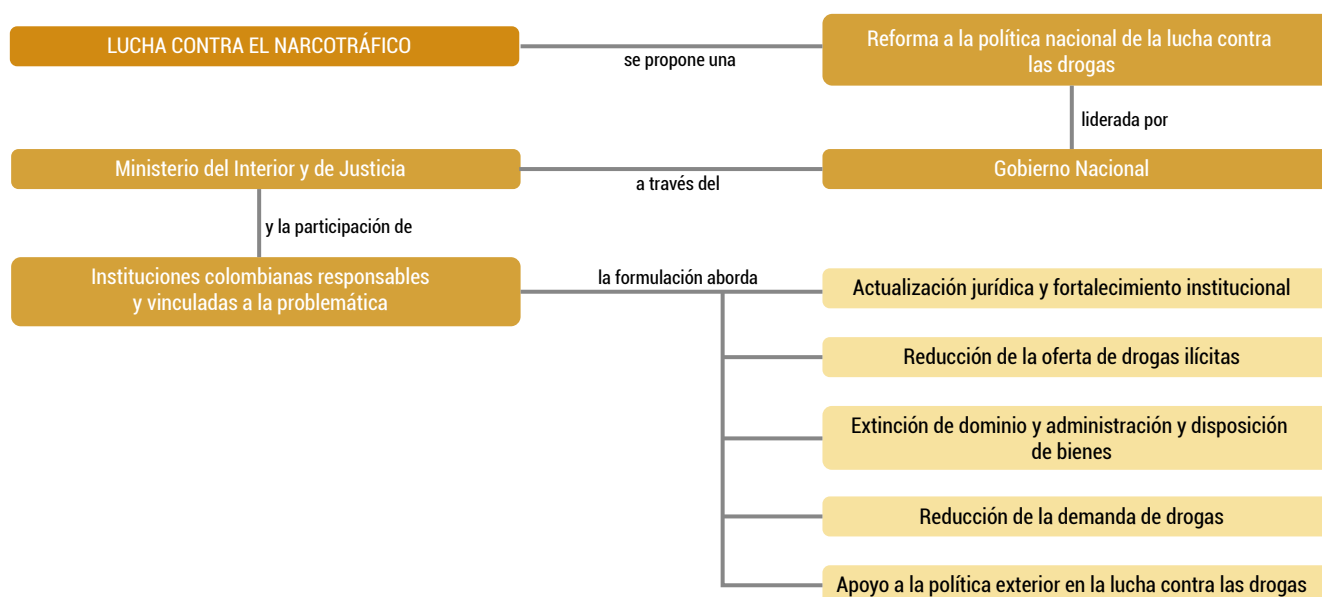 LUCHA CONTRA EL NARCOTRÁFICO
se propone una
Reforma a la política nacional de la lucha contra
las drogas
liderada por
Gobierno Nacional
a través del
Ministerio del Interior y de Justicia
y la participación de
Instituciones colombianas responsables
y vinculadas a la problemática
la formulación aborda
Actualización jurídica y fortalecimiento institucional
Reducción de la oferta de drogas ilícitas
Extinción de dominio y administración y disposición
de bienes
Reducción de la demanda de drogas
Apoyo a la política exterior en la lucha contra las drogas